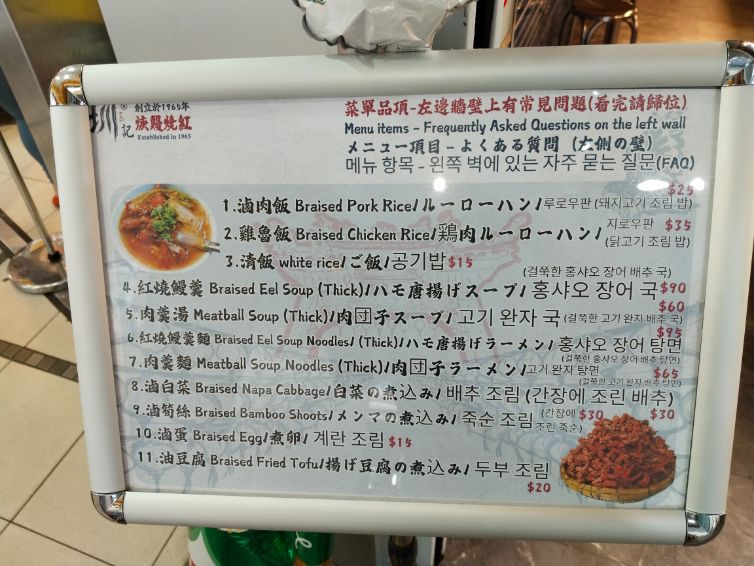 創立於1965年
記
焿鰻燒紅
Established in 1965
菜單品項-左邊牆壁上有常見問題(看完請歸位)
Menu items - Frequently Asked Questions on the left wall
メニュー項目 - よくある質問 (左側の壁)
메뉴 항목 - 왼쪽 벽에 있는 자주 묻는 질문(FAQ)
1.滷肉飯 Braised Pork Rice/ルーローハン/루로우판 (돼지고기 조림 밥) $25
2.雞魯飯 Braised Chicken Rice/鶏肉ルーローハン/지로우판 (닭고기 조림 밥) $35
3.清飯 white rice/ご飯/공기밥 $15
4.紅燒鰻羹 Braised Eel Soup (Thick)/ハモ唐揚げスープ/홍샤오 장어 국 (걸쭉한 홍샤오 장어 배추 국) $90
5.肉羹湯 Meatball Soup (Thick)/肉団子スープ/고기 완자 국 (걸쭉한 고기 완자 배추 국) $60
6.紅燒鰻羹麵 Braised Eel Soup Noodles/(Thick)/ハモ唐揚げラーメン/홍샤오 장어 탕면 (걸쭉한 홍샤오 장어 배추 탕면) $95
7.肉羹麵 Meatball Soup Noodles (Thick)/肉団子ラーメン/고기 완자 탕면 (걸쭉한 고기 완자 배추 탕면) $65
8.滷白菜 Braised Napa Cabbage/白菜の煮込み/배추 조림 (간장에 조린 배추) $30
9.滷筍絲 Braised Bamboo Shoots/メンマの煮込み/죽순 조림 (간장에 조린 죽순) $30
10.滷蛋 Braised Egg/煮卵/계란 조림 $15
11.油豆腐 Braised Fried Tofu/揚げ豆腐の煮込み/두부 조림 $20